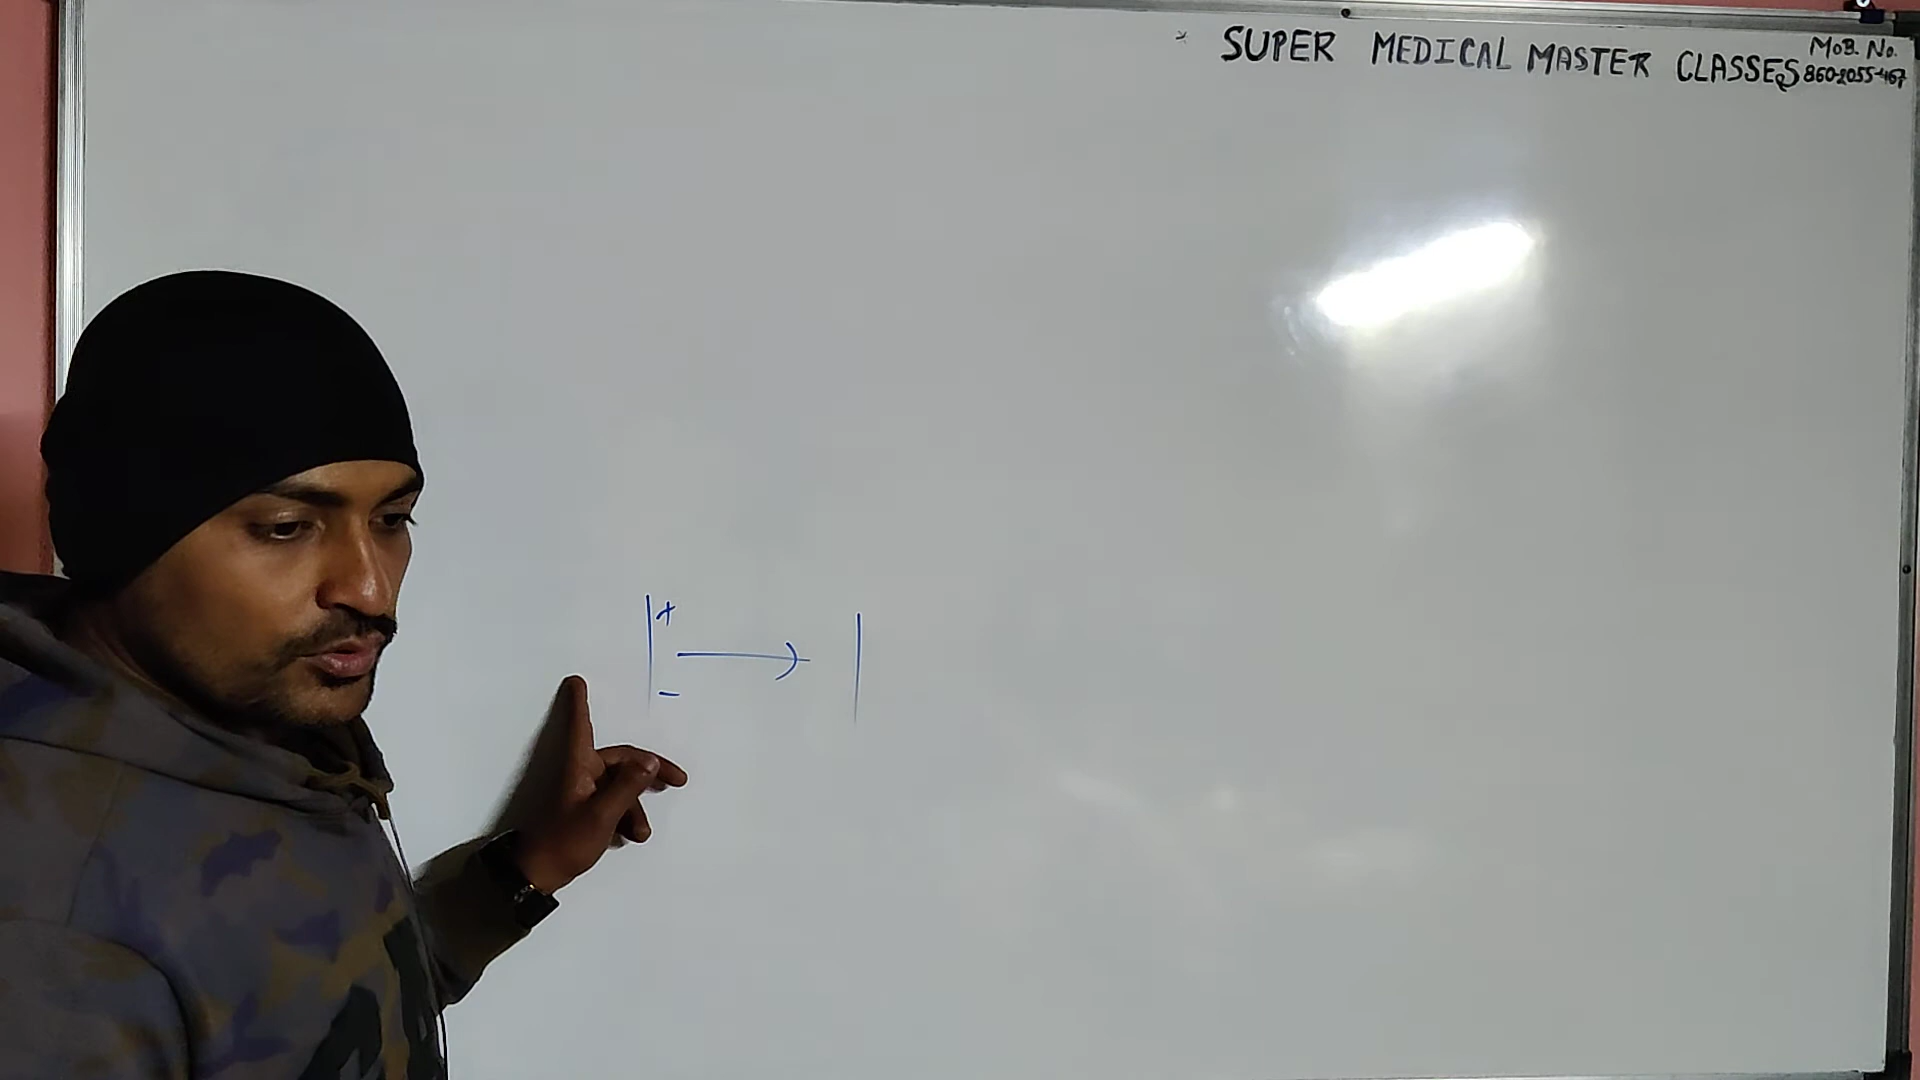 SUPER MEDICAL MASTER CLASSES
MOB. No.
860-2055-467
+
-